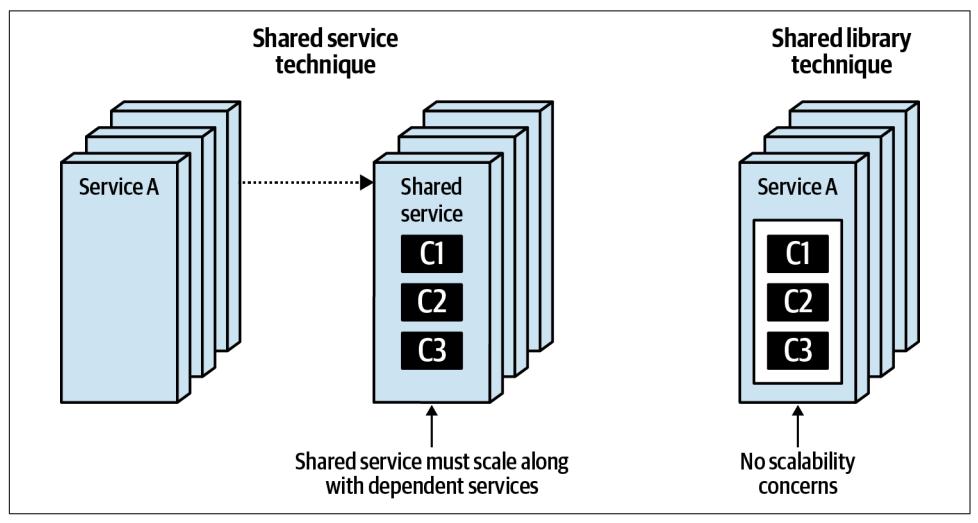 Shared service
technique
Shared library
technique
Service A
Shared
service
C1
C2
C3
Service A
C1
C2
C3
Shared service must scale along
with dependent services
No scalability
concerns